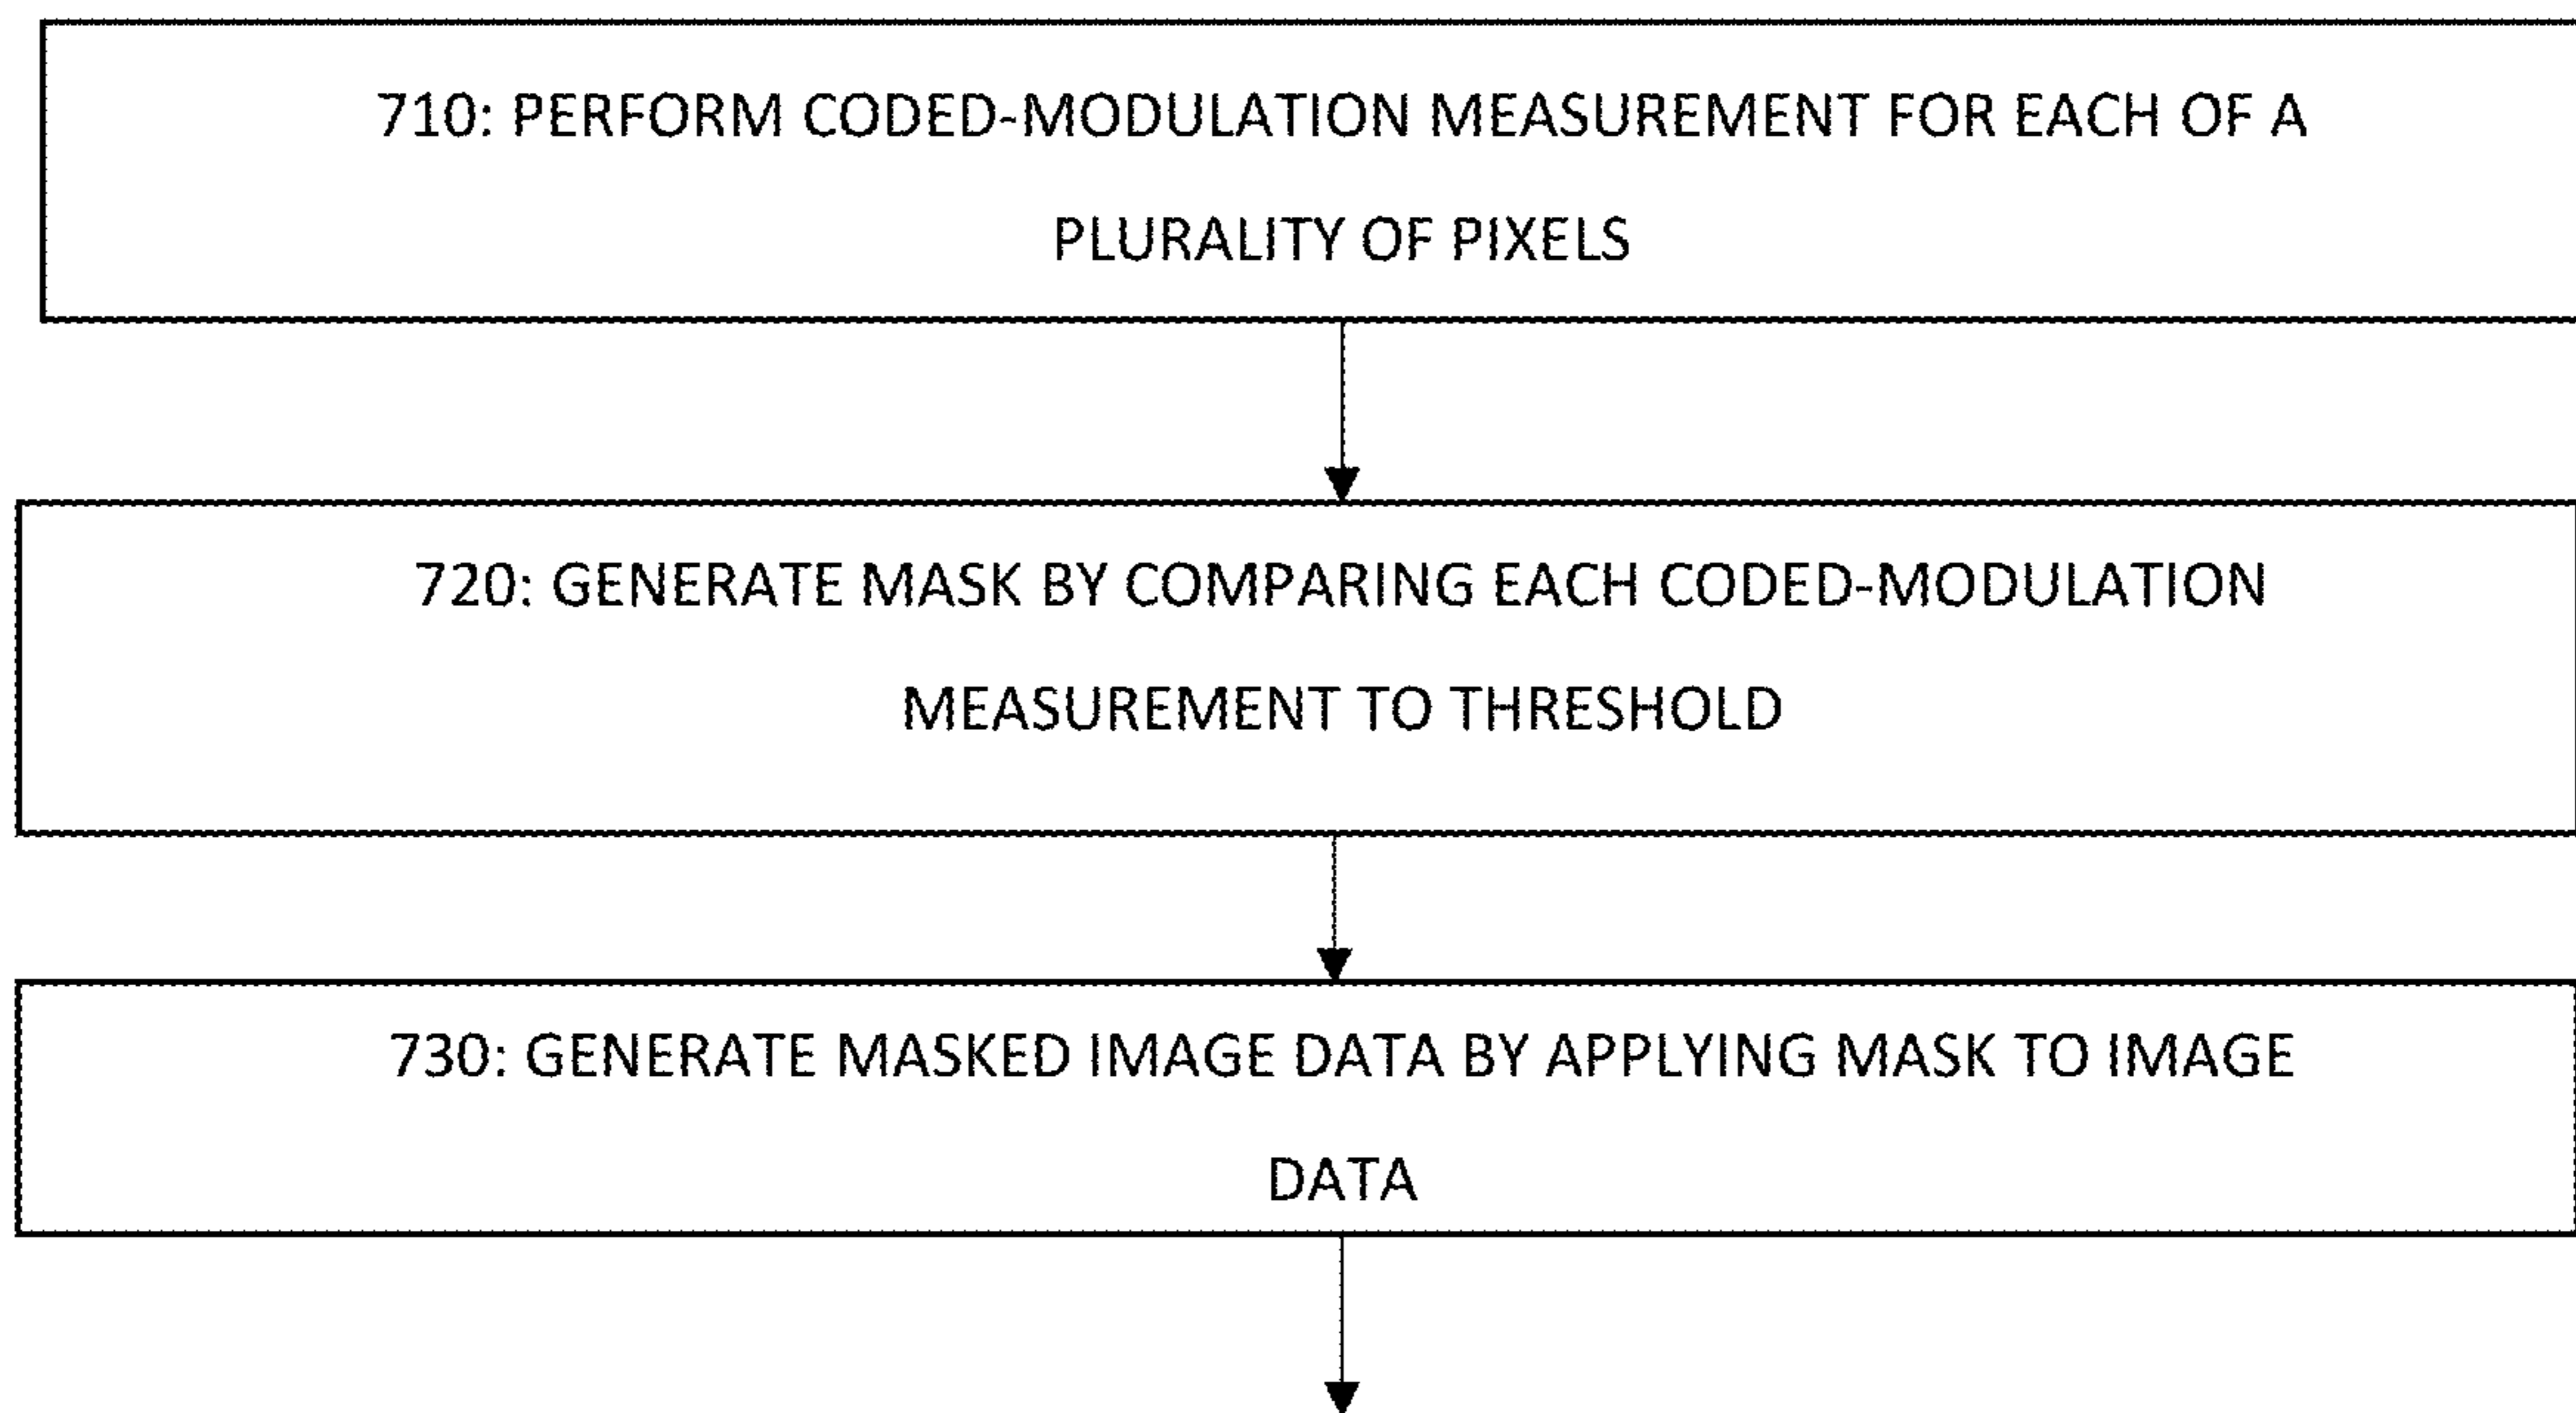 710: PERFORM CODED-MODULATION MEASUREMENT FOR EACH OF A
PLURALITY OF PIXELS
720: GENERATE MASK BY COMPARING EACH CODED-MODULATION
MEASUREMENT TO THRESHOLD
730: GENERATE MASKED IMAGE DATA BY APPLYING MASK TO IMAGE
DATA